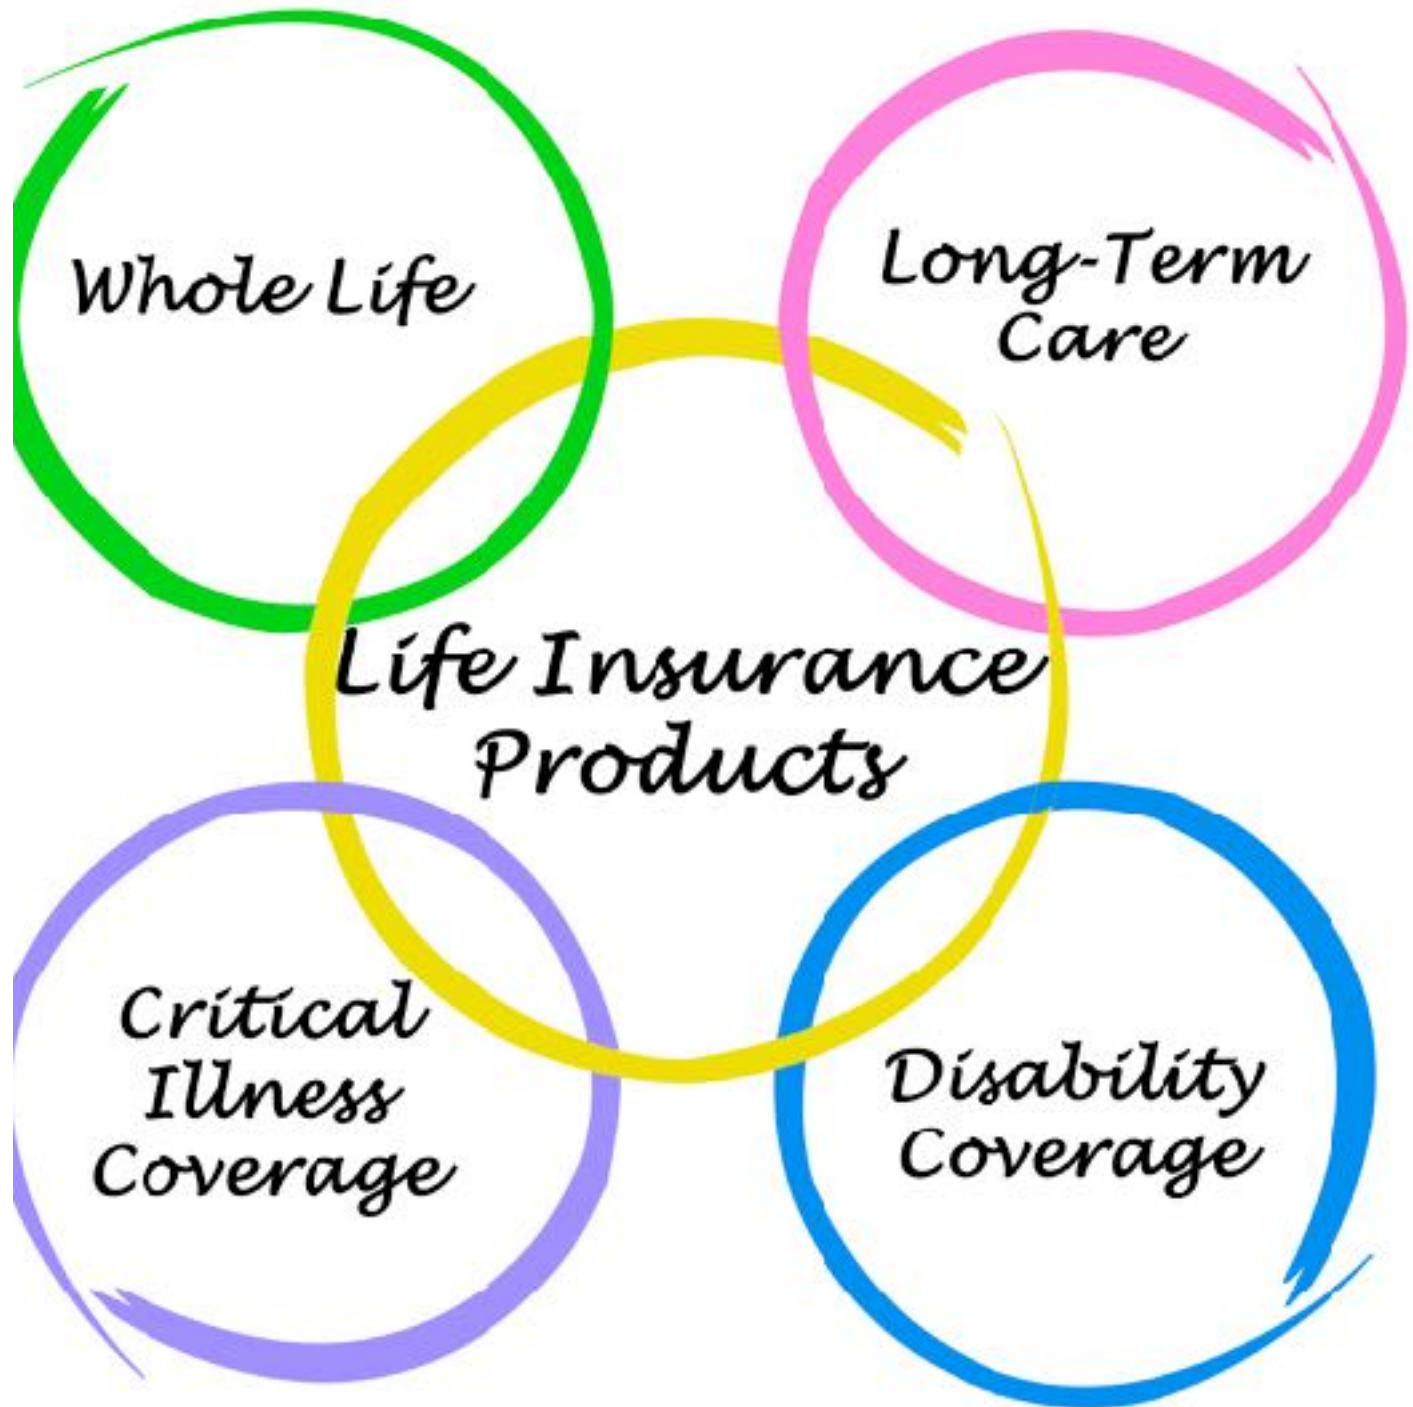 Whole Life
Long-Term
Care
Life Insurance
Products
Critical
Illness
Coverage
Disability
Coverage